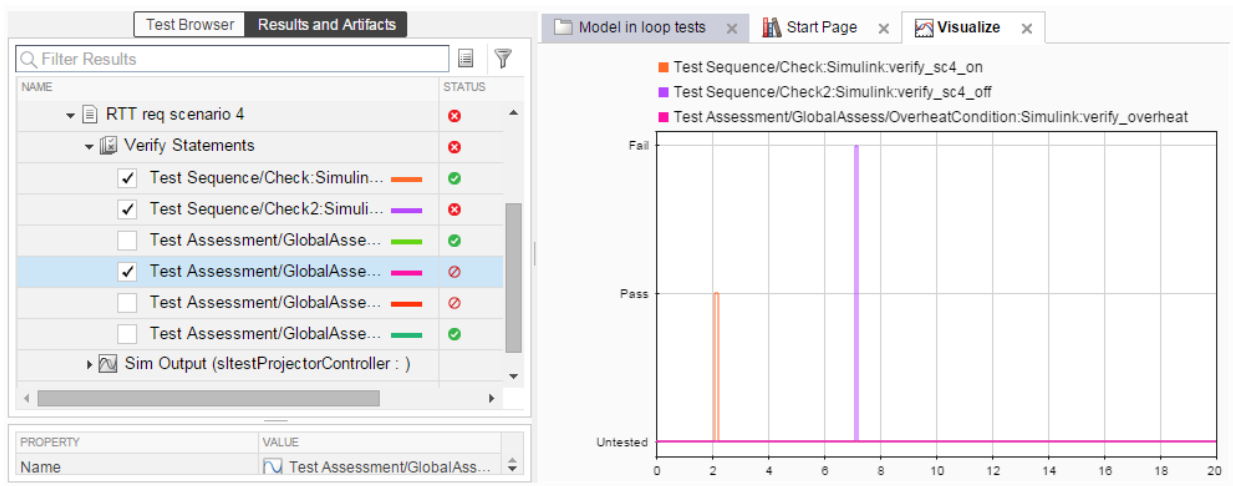 Test Browser Results and Artifacts
Filter Results
NAME STATUS
RTT req scenario 4
Verify Statements
Test Sequence/Check:Simulin...
Test Sequence/Check2:Simuli...
Test Assessment/GlobalAsse...
Test Assessment/GlobalAsse...
Test Assessment/GlobalAsse...
Test Assessment/GlobalAsse...
Sim Output (sltestProjectorController : )
PROPERTY VALUE
Name Test Assessment/GlobalAss...
Model in loop tests Start Page Visualize
Test Sequence/Check:Simulink:verify_sc4_on
Test Sequence/Check2:Simulink:verify_sc4_off
Test Assessment/GlobalAssess/OverheatCondition:Simulink:verify_overheat
Fail
Pass
Untested
0 2 4 6 8 10 12 14 16 18 20